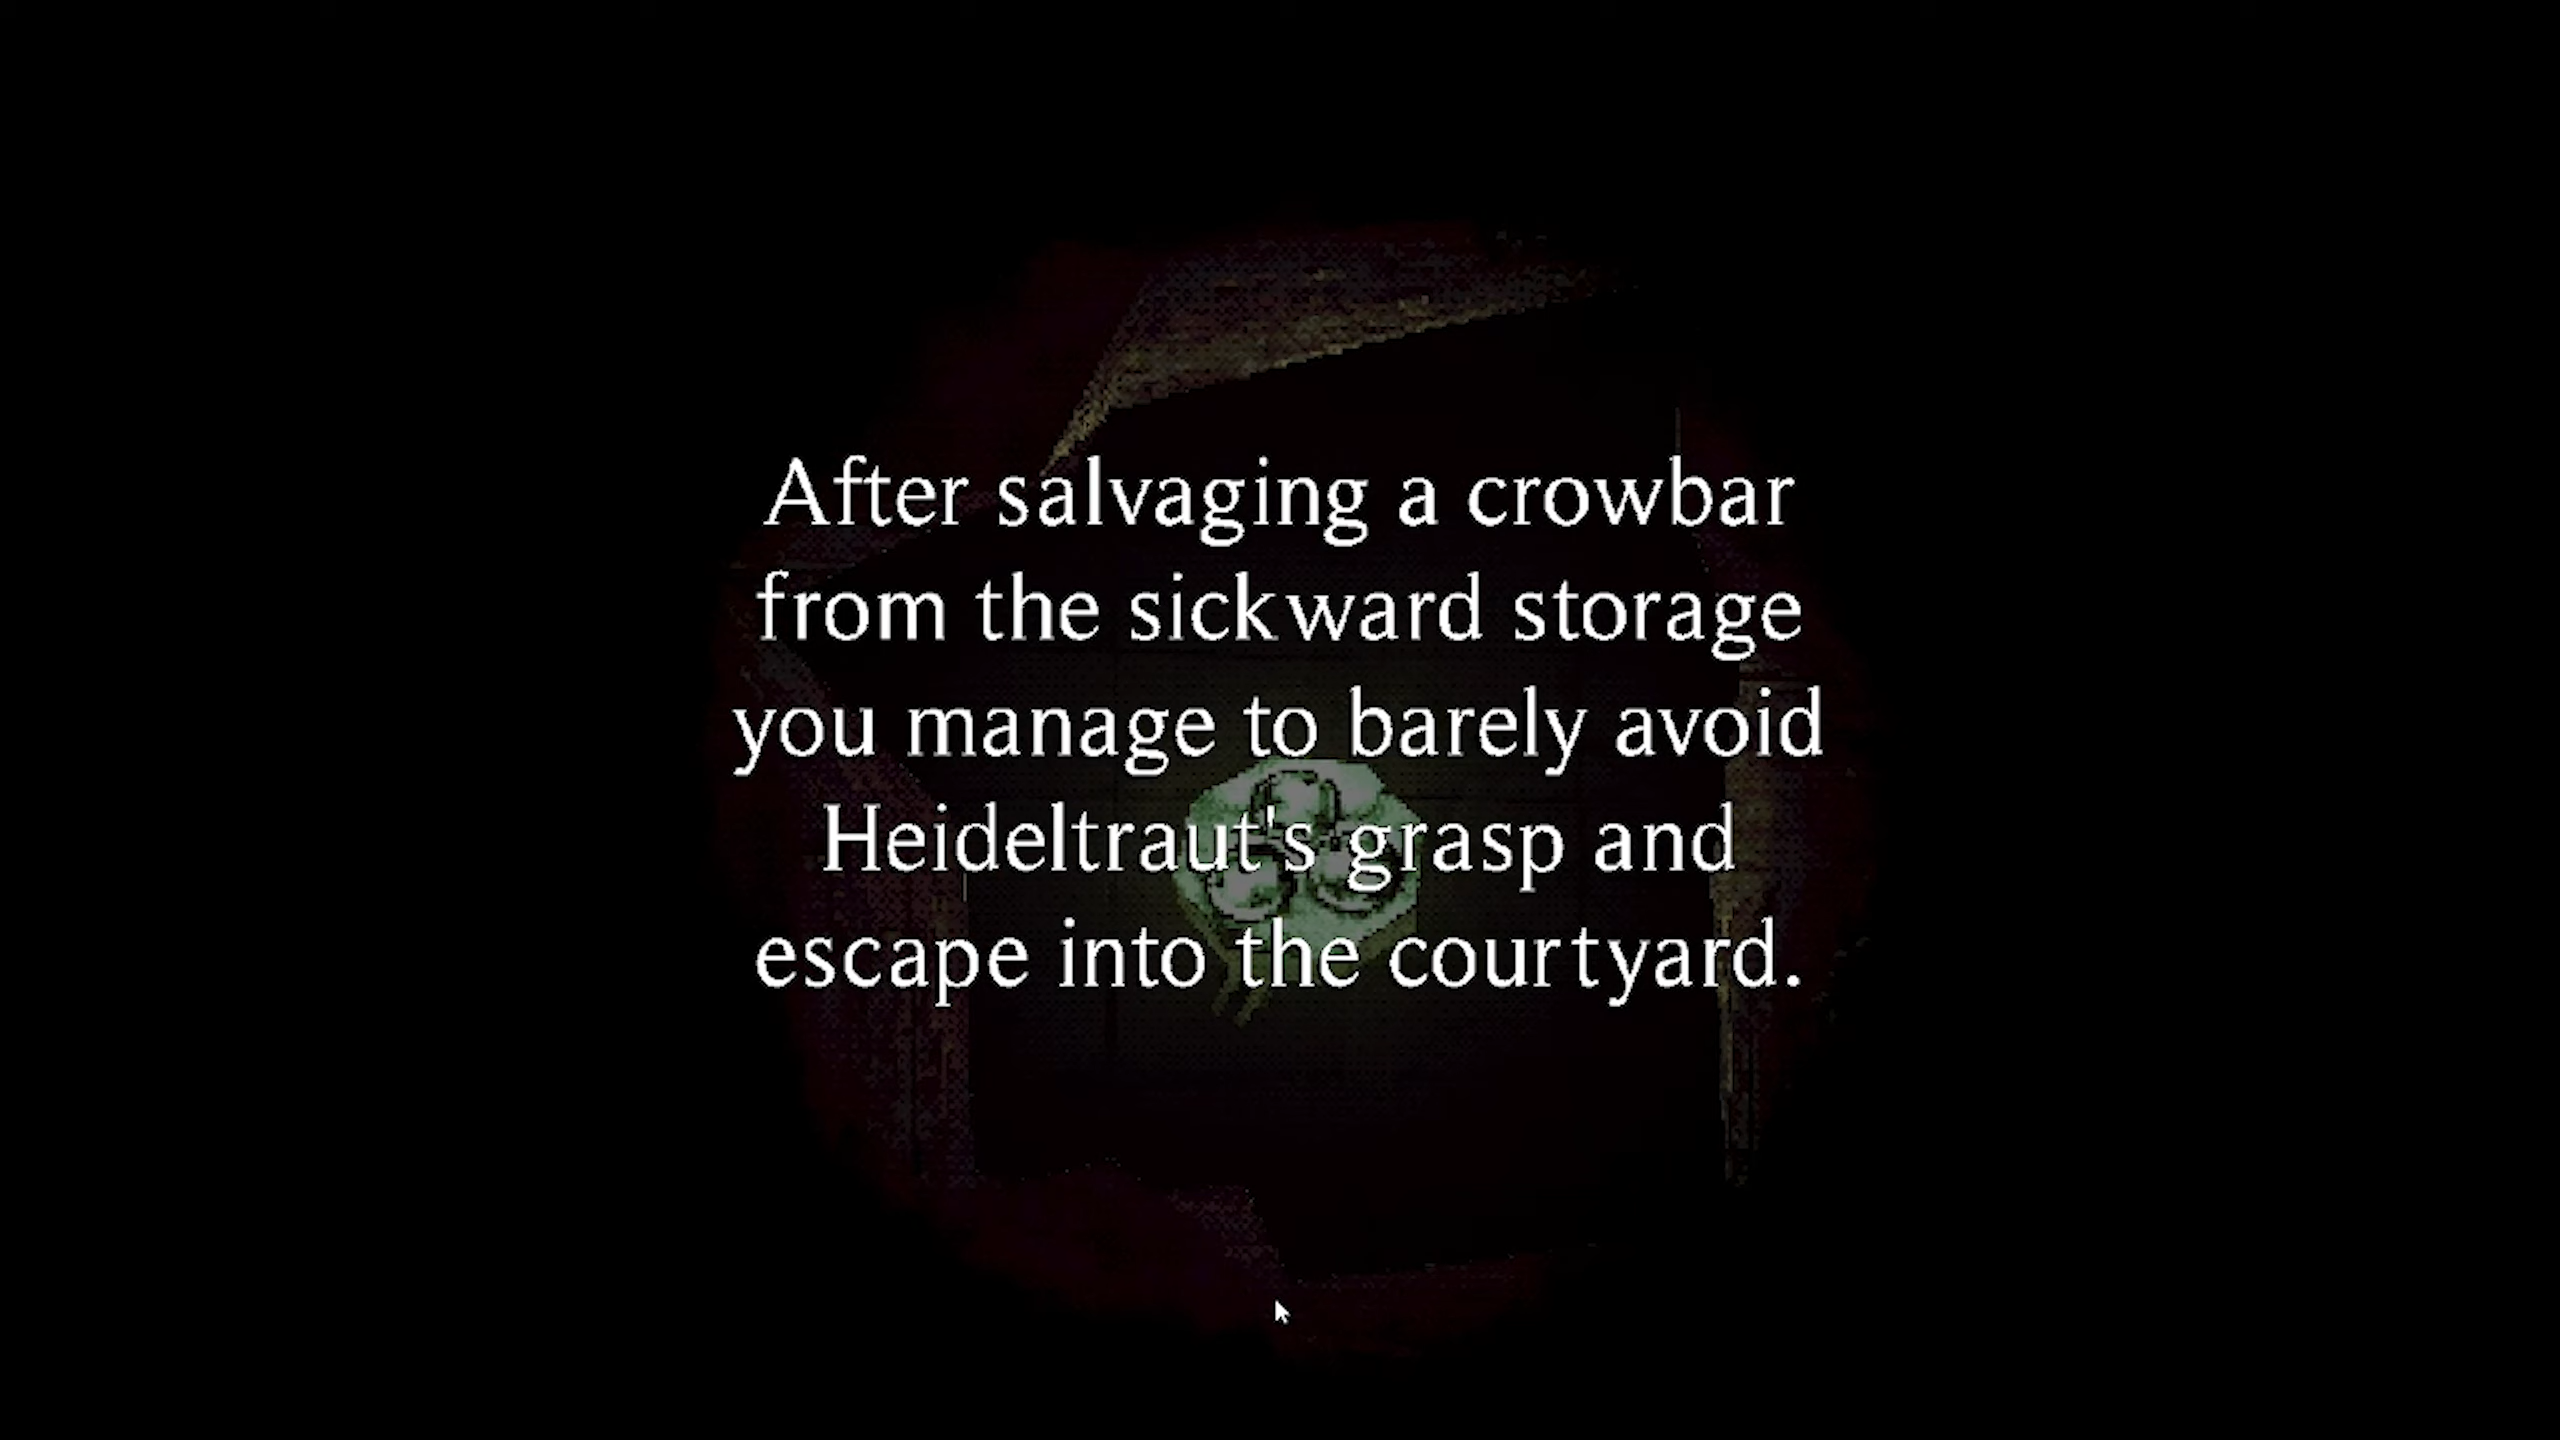 After salvaging a crowbar
from the sickward storage
you manage to barely avoid
Heideltraut's grasp and
escape into the courtyard.